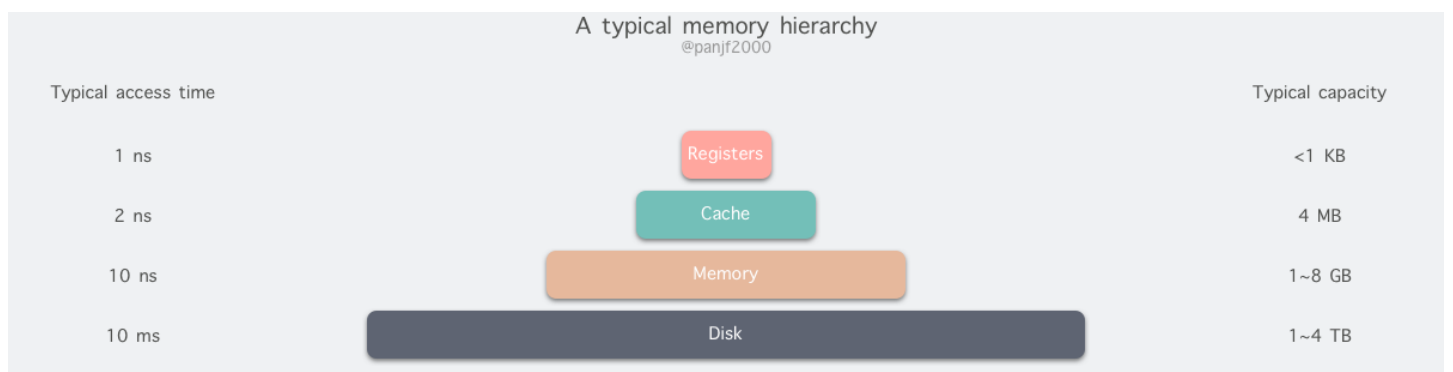 A typical memory hierarchy
@panjf2000
Typical access time Typical capacity
1 ns Registers <1 KB
2 ns Cache 4 MB
10 ns Memory 1~8 GB
10 ms Disk 1~4 TB